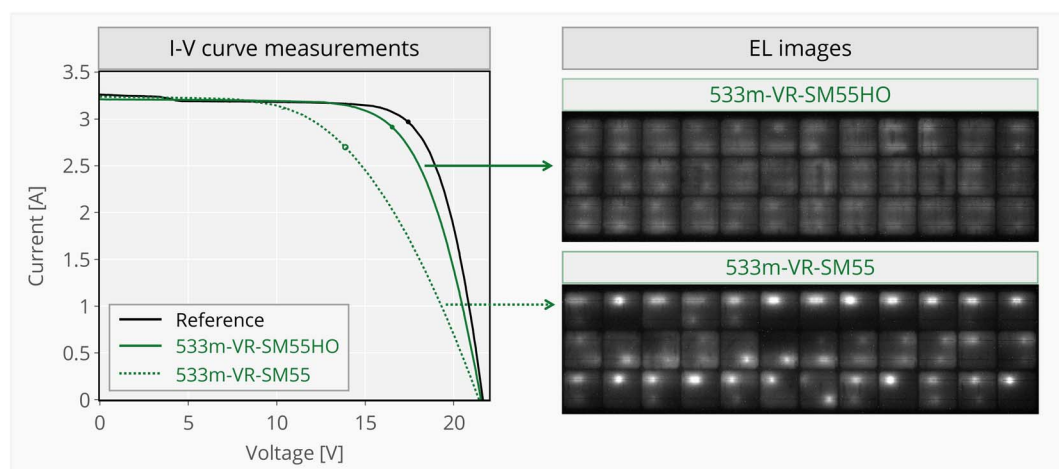 I-V curve measurements
3.5
3
2.5
2
1.5
1
0.5
0
Current [A]
Reference
533m-VR-SM55HO
533m-VR-SM55
0 5 10 15 20
Voltage [V]
EL images
533m-VR-SM55HO
533m-VR-SM55